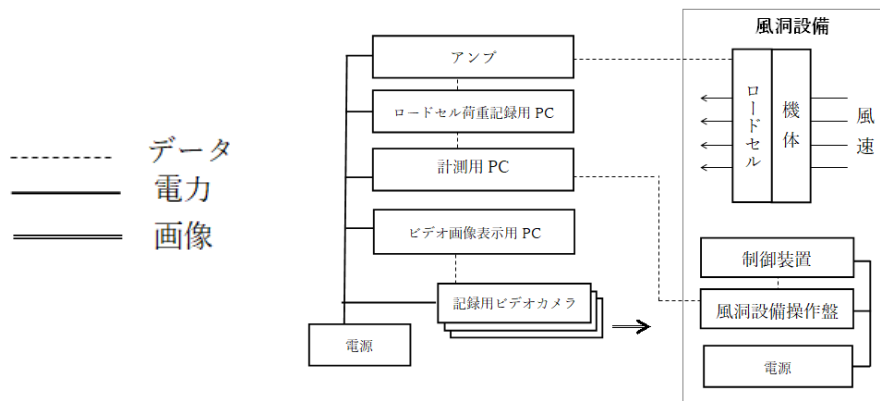 データ
電力
画像
アンプ
ロードセル荷重記録用 PC
計測用 PC
ビデオ画像表示用 PC
記録用ビデオカメラ
電源
風洞設備
ロードセル
機体
風速
制御装置
風洞設備操作盤
電源